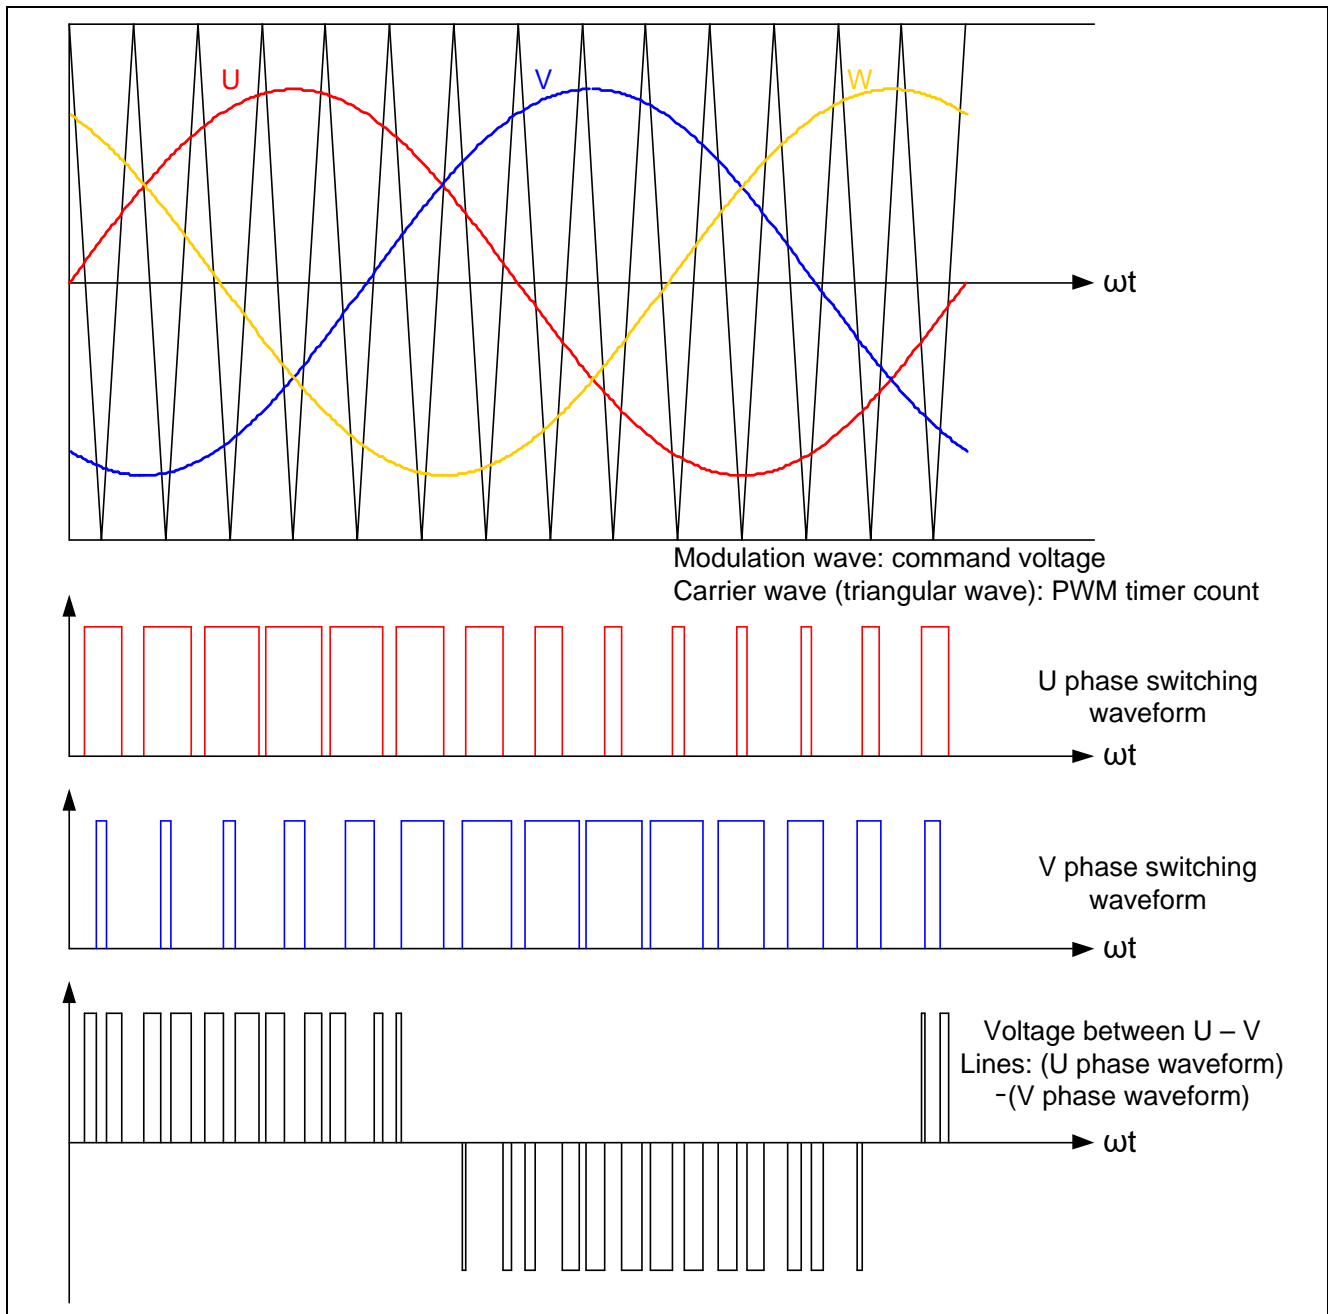 U
V
W
ωt
Modulation wave: command voltage
Carrier wave (triangular wave): PWM timer count
U phase switching
waveform
ωt
V phase switching
waveform
ωt
Voltage between U – V
Lines: (U phase waveform)
-(V phase waveform)
ωt